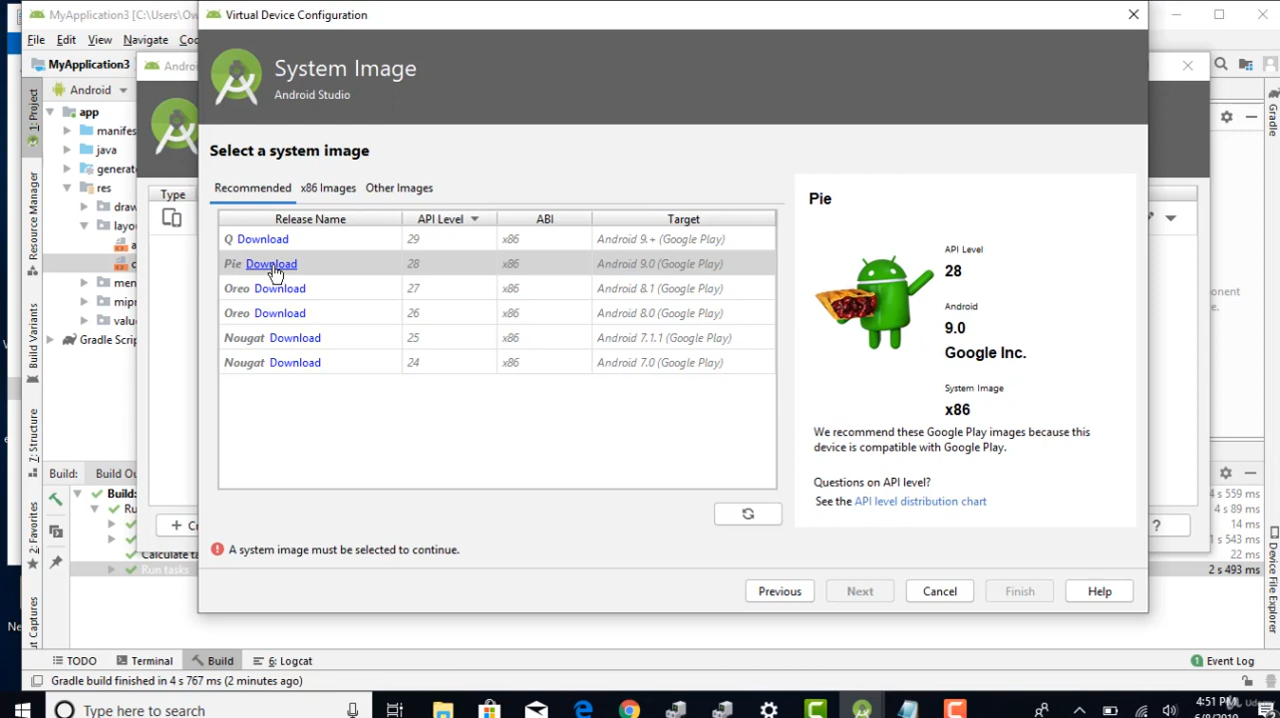 MyApplication3 [C:\Users\Ow
Virtual Device Configuration
File Edit View Navigate
MyApplication3
System Image
Android Studio
Android
app
manifes
java
generate
res
draw
layou
men
mipr
valu
Gradle Scrip
1: Project
Resource Manager
Build Variants
7: Structure
2: Favorites
Type
Select a system image
Recommended x86 Images Other Images
Release Name API Level ABI Target
Q Download 29 x86 Android 9.+ (Google Play)
Pie Download 28 x86 Android 9.0 (Google Play)
Oreo Download 27 x86 Android 8.1 (Google Play)
Oreo Download 26 x86 Android 8.0 (Google Play)
Nougat Download 25 x86 Android 7.1.1 (Google Play)
Nougat Download 24 x86 Android 7.0 (Google Play)
Pie
API Level
28
Android
9.0
Google Inc.
System Image
x86
We recommend these Google Play images because this
device is compatible with Google Play.
Questions on API level?
See the API level distribution chart
A system image must be selected to continue.
Previous Next Cancel Finish Help
Gradle
Device File Explorer
Build: Build Ou
Build:
Calculate ta
Run tasks
4 s 559 ms
4 s 89 ms
14 ms
1 s 543 ms
22 ms
2 s 493 ms
TODO Terminal Build 6: Logcat
1 Event Log
Gradle build finished in 4 s 767 ms (2 minutes ago)
Type here to search
4:51 PM